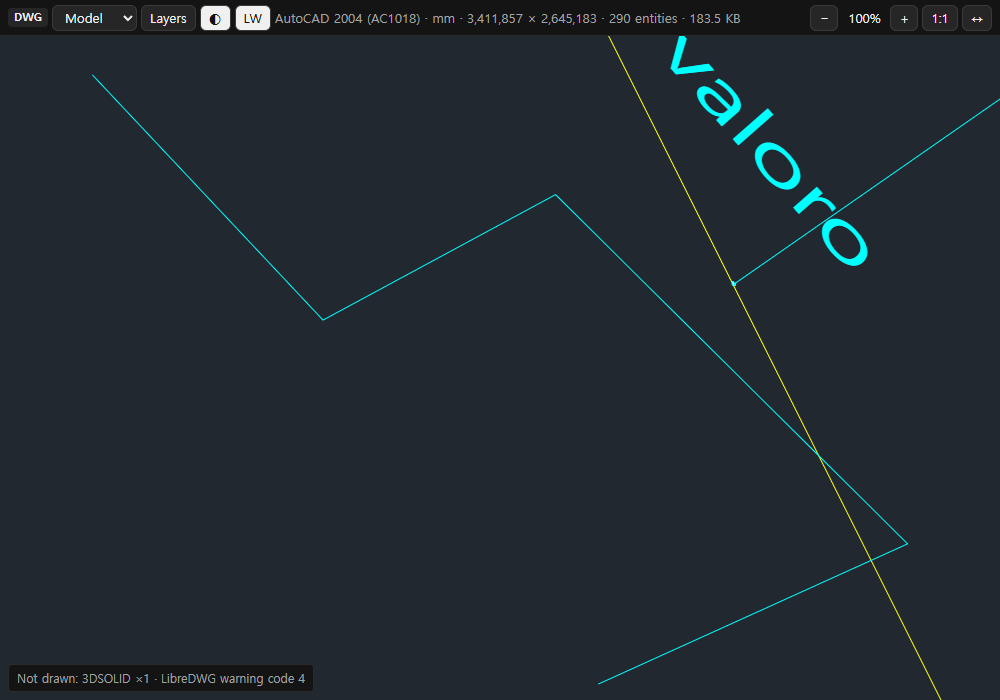 DWG Model Layers ◐ LW AutoCAD 2004 (AC1018) · mm · 3,411,857 × 2,645,183 · 290 entities · 183.5 KB − 100% + 1:1 ↔
valoro
Not drawn: 3DSOLID ×1 · LibreDWG warning code 4